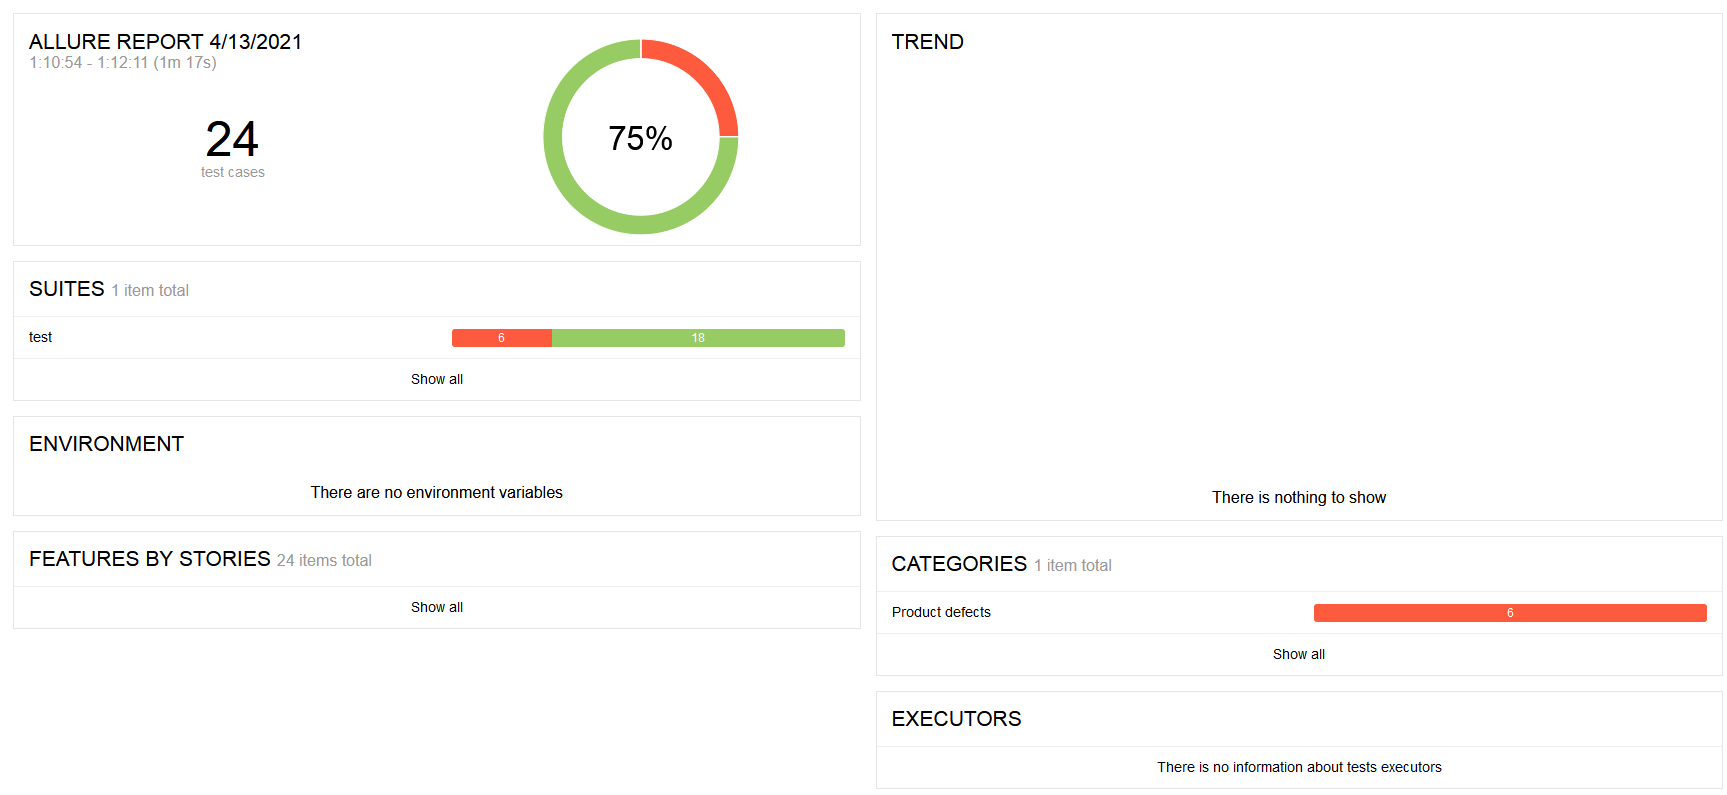 ALLURE REPORT 4/13/2021
1:10:54 - 1:12:11 (1m 17s)
24
test cases
75%
SUITES 1 item total
test 6 18
Show all
ENVIRONMENT
There are no environment variables
FEATURES BY STORIES 24 items total
Show all
TREND
There is nothing to show
CATEGORIES 1 item total
Product defects 6
Show all
EXECUTORS
There is no information about tests executors